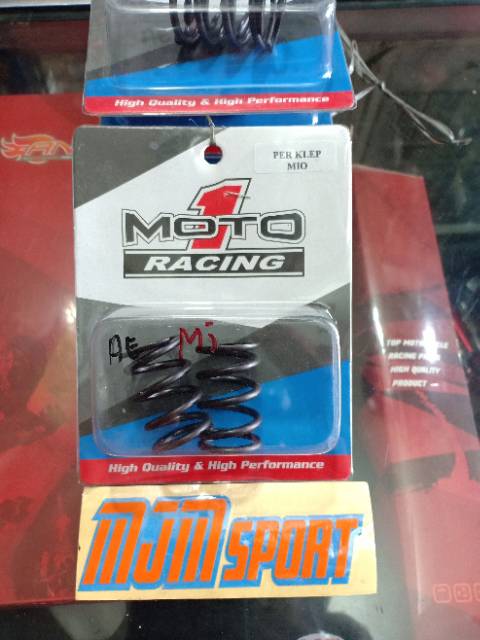 High Quality & High Performance
PER KLEP
MIO
MOTO 1
RACING
AE Mi
High Quality & High Performance
MJM SPORT
TOP MOTORCYCLE
RACING PARTS
HIGH QUALITY
PRODUCT